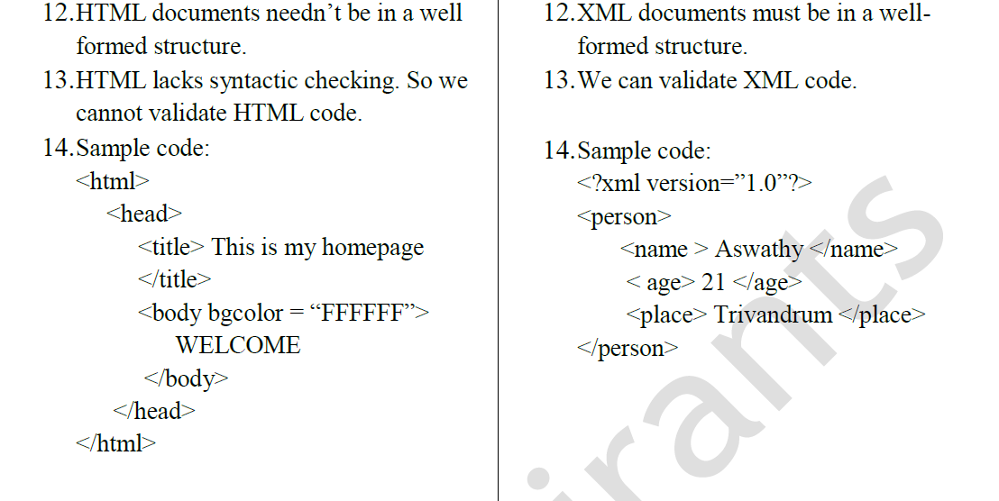 12.HTML documents needn’t be in a well
formed structure.
13.HTML lacks syntactic checking. So we
cannot validate HTML code.
14.Sample code:
<html>
<head>
<title> This is my homepage
</title>
<body bgcolor = “FFFFFF”>
WELCOME
</body>
</head>
</html>
12.XML documents must be in a well-
formed structure.
13.We can validate XML code.
14.Sample code:
<?xml version=”1.0”?>
<person>
<name > Aswathy </name>
< age> 21 </age>
<place> Trivandrum </place>
</person>